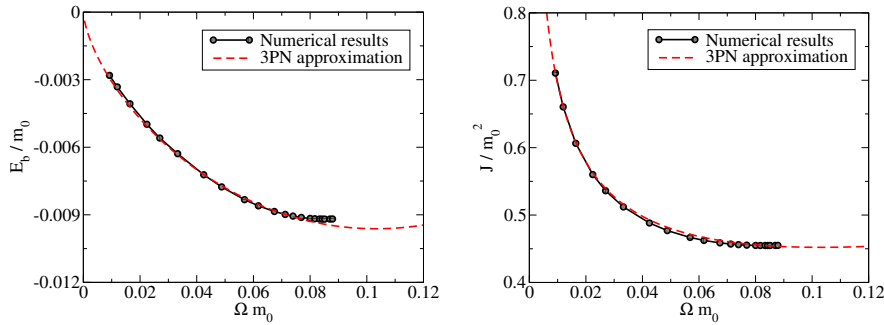 0
-0.003
-0.006
-0.009
-0.012
E_b / m_0
0 0.02 0.04 0.06 0.08 0.1 0.12
Ω m_0
Numerical results
3PN approximation
0.8
0.7
0.6
0.5
0.4
J / m_0^2
0 0.02 0.04 0.06 0.08 0.1 0.12
Ω m_0
Numerical results
3PN approximation